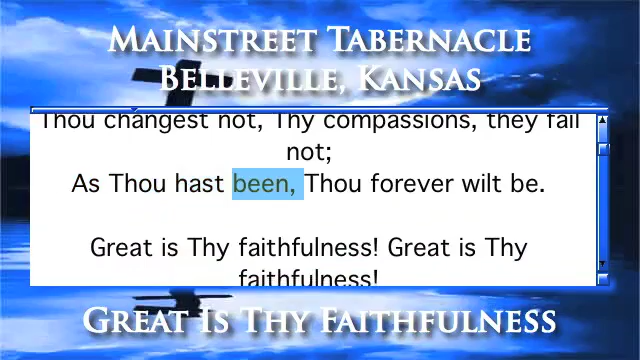 Mainstreet Tabernacle
Belleville, Kansas
Thou changest not, Thy compassions, they fail
not;
As Thou hast been, Thou forever wilt be.
Great is Thy faithfulness! Great is Thy
faithfulness!
Great Is Thy Faithfulness